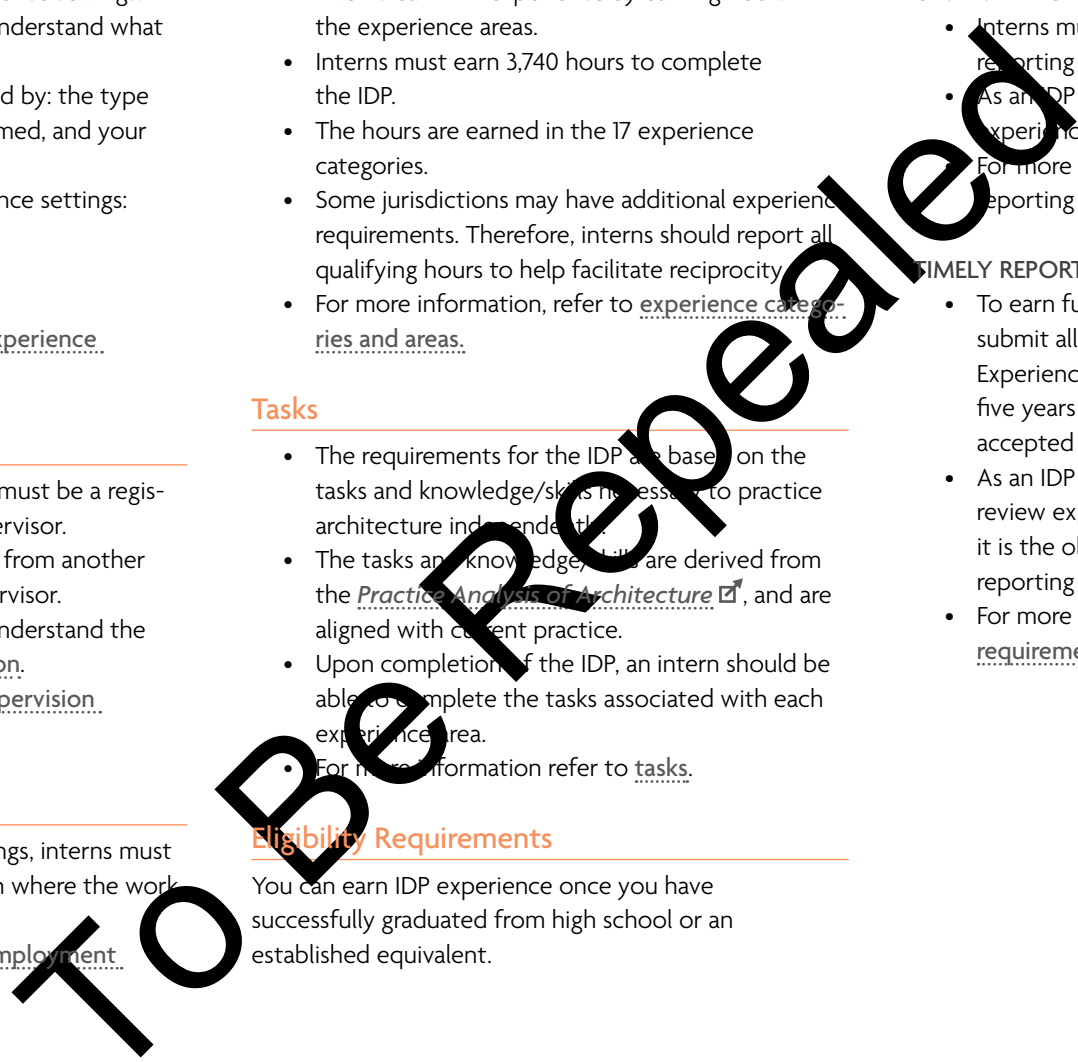 nderstand what
d by: the type
med, and your
nce settings:
perience
must be a regis-
ervisor.
from another
rvisor.
nderstand the
on.
pervision
ngs, interns must
n where the work
mployment
the experience areas.
• Interns must earn 3,740 hours to complete
the IDP.
• The hours are earned in the 17 experience
categories.
• Some jurisdictions may have additional experience
requirements. Therefore, interns should report all
qualifying hours to help facilitate reciprocity.
• For more information, refer to experience catego-
ries and areas.
Tasks
• The requirements for the IDP are based on the
tasks and knowledge/skills necessary to practice
architecture independently.
• The tasks and knowledge/skills are derived from
the Practice Analysis of Architecture, and are
aligned with current practice.
• Upon completion of the IDP, an intern should be
able to complete the tasks associated with each
experience area.
• For more information refer to tasks.
Eligibility Requirements
You can earn IDP experience once you have
successfully graduated from high school or an
established equivalent.
• Interns mu
reporting
• As an IDP
experienc
• For more
reporting
TIMELY REPORT
• To earn fu
submit all
Experienc
five years
accepted
• As an IDP
review ex
it is the ob
reporting
• For more
requireme
To Be Repealed